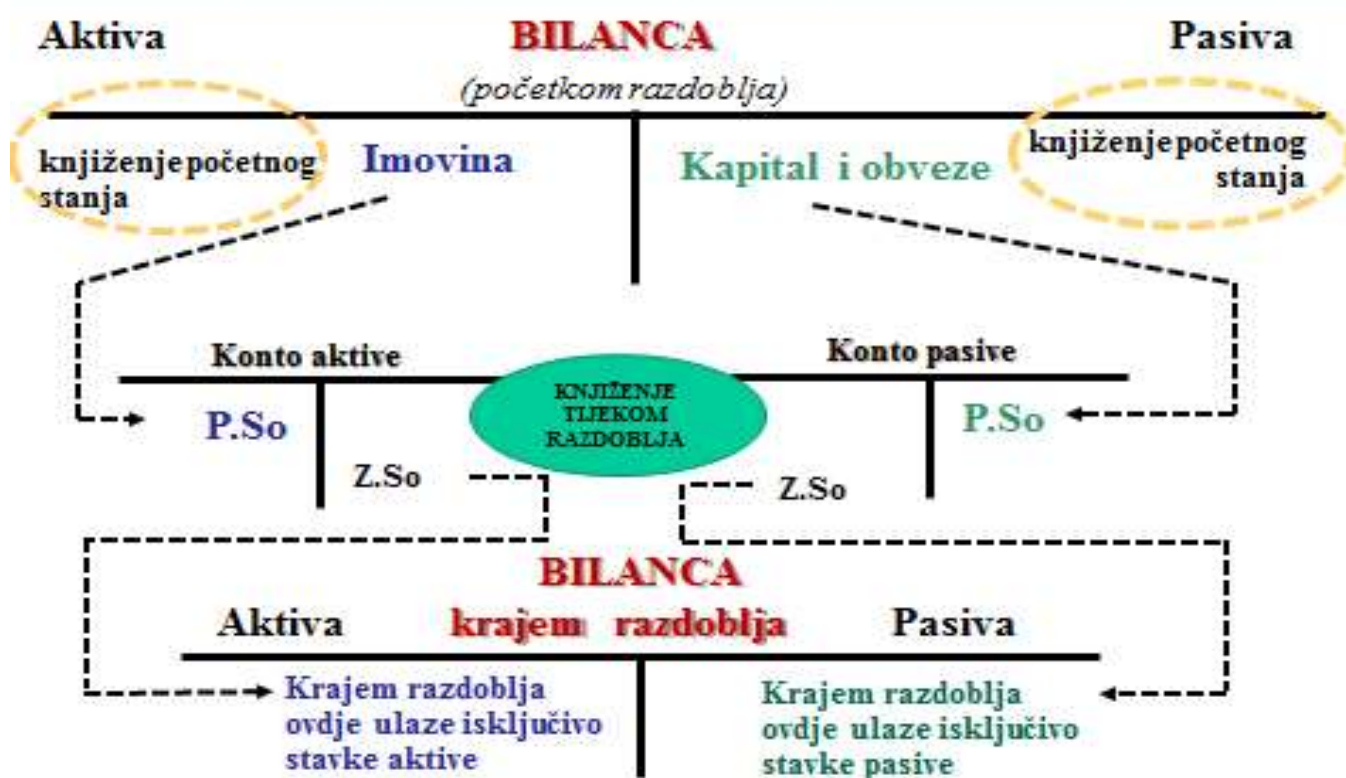 Aktiva BILANCA Pasiva
(početkom razdoblja)
knjiženje početnog
stanja
Imovina
Kapital i obveze
knjiženje početnog
stanja
Konto aktive
Konto pasive
KNJIŽENJE
TIJEKOM
RAZDOBLJA
P.So
P.So
Z.So
Z.So
BILANCA
Aktiva krajem razdoblja Pasiva
Krajem razdoblja
ovdje ulaze isključivo
stavke aktive
Krajem razdoblja
ovdje ulaze isključivo
stavke pasive